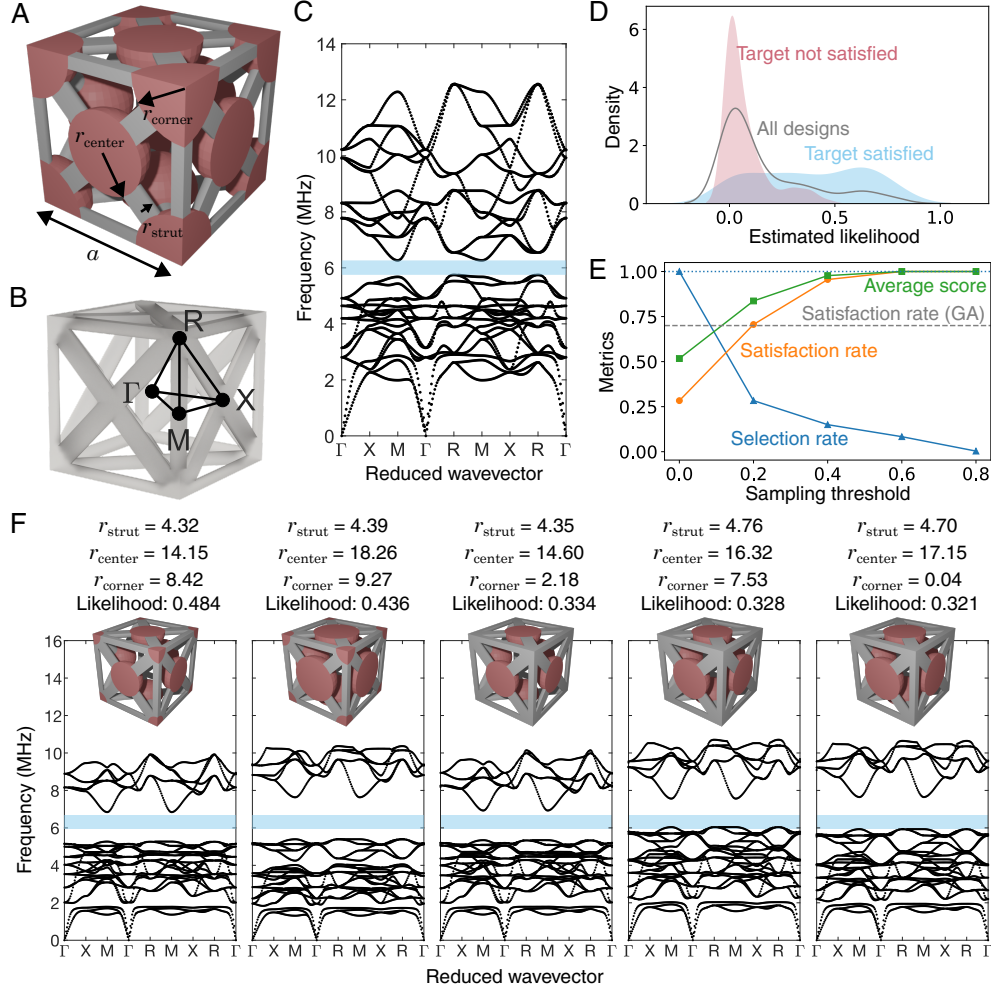 A
r_corner
r_center
r_strut
a
B
R
Γ
X
M
C
14
12
10
8
6
4
2
0
Frequency (MHz)
Γ X M Γ R M X R Γ
Reduced wavevector
D
Target not satisfied
All designs
Target satisfied
6
4
2
0
Density
0.0 0.5 1.0
Estimated likelihood
E
1.00
0.75
0.50
0.25
0.00
Metrics
Average score
Satisfaction rate (GA)
Satisfaction rate
Selection rate
0.0 0.2 0.4 0.6 0.8
Sampling threshold
F
r_strut = 4.32
r_center = 14.15
r_corner = 8.42
Likelihood: 0.484
r_strut = 4.39
r_center = 18.26
r_corner = 9.27
Likelihood: 0.436
r_strut = 4.35
r_center = 14.60
r_corner = 2.18
Likelihood: 0.334
r_strut = 4.76
r_center = 16.32
r_corner = 7.53
Likelihood: 0.328
r_strut = 4.70
r_center = 17.15
r_corner = 0.04
Likelihood: 0.321
16
14
12
10
8
6
4
2
0
Frequency (MHz)
Γ X M Γ R M X R Γ
Γ X M Γ R M X R Γ
Γ X M Γ R M X R Γ
Γ X M Γ R M X R Γ
Γ X M Γ R M X R Γ
Reduced wavevector